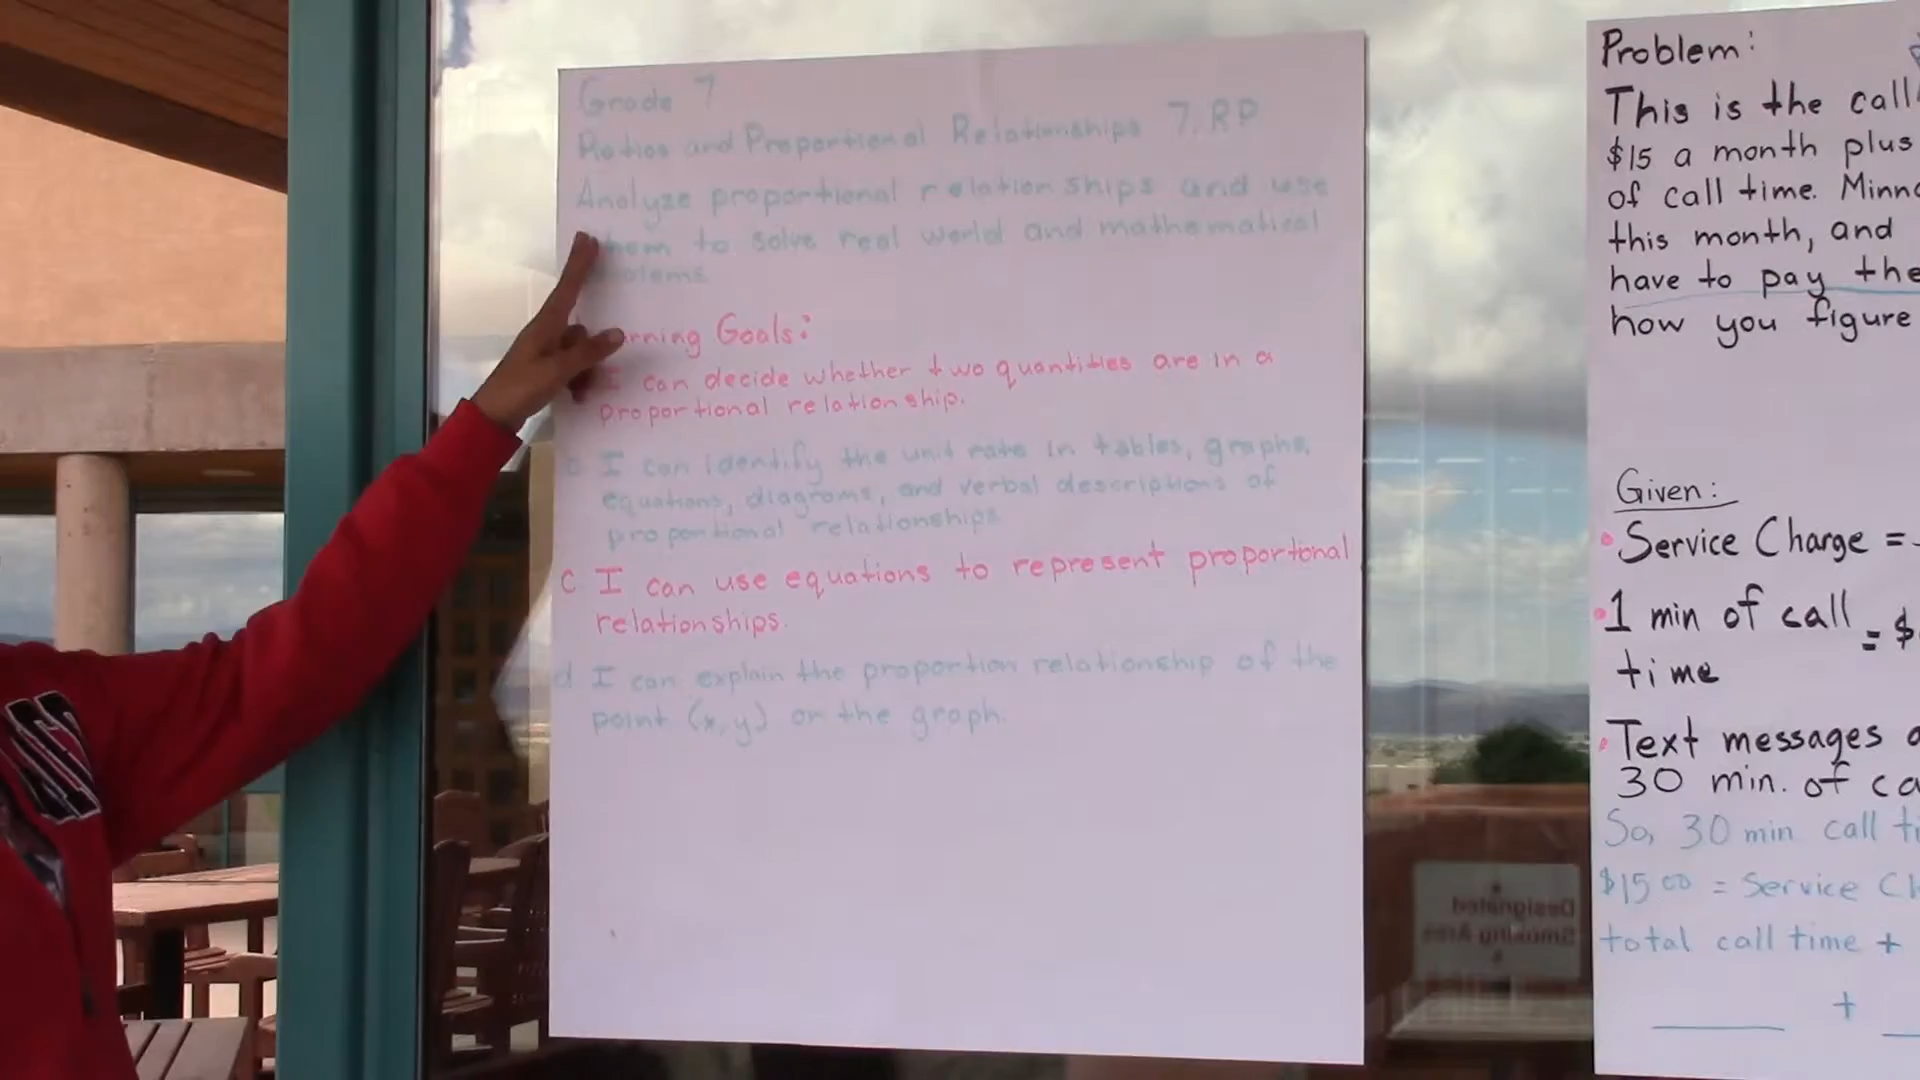 Grade 7
Ratios and Proportional Relationships 7.RP
Analyze proportional relationships and use
them to solve real world and mathematical
Goals:
I can decide whether two quantities are in a
proportional relationship.
I can identify the unit rate in tables, graphs,
equations, diagrams, and verbal descriptions of
proportional relationships
c I can use equations to represent proportonal
relationships.
d I can explain the proportion relationship of the
point (x,y) on the graph.
Problem:
This is the call
$15 a month plus
of call time.
this month, and
have to pay the
how you figure
Given:
Service Charge =
1 min of call = $
time
Text messages
30 min. of
So, 30 min call
$15.00 = Service
total call time +
+
Designated
Smoking Area